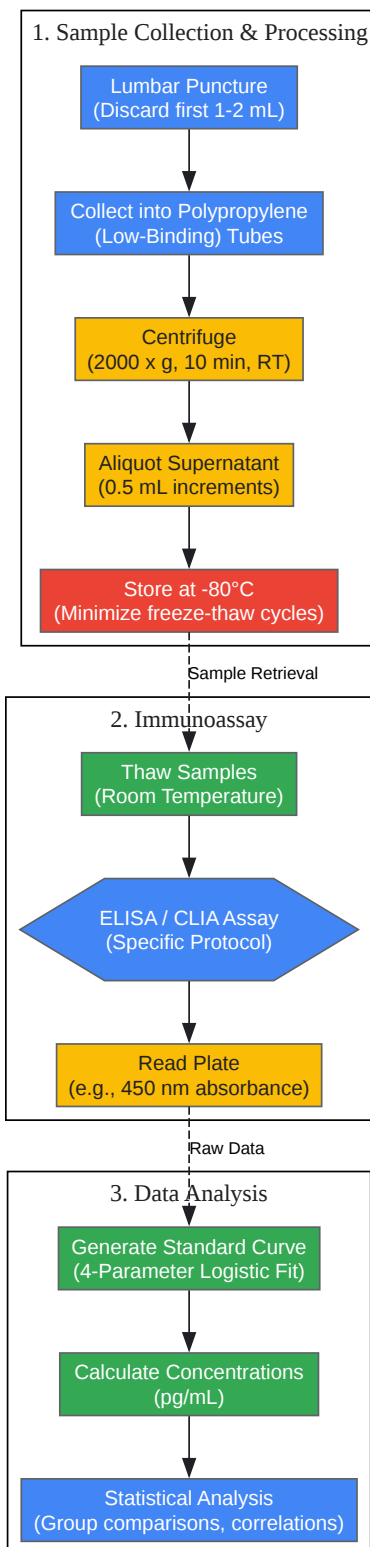 1. Sample Collection & Processing
Lumbar Puncture
(Discard first 1-2 mL)
Collect into Polypropylene
(Low-Binding) Tubes
Centrifuge
(2000 x g, 10 min, RT)
Aliquot Supernatant
(0.5 mL increments)
Store at -80°C
(Minimize freeze-thaw cycles)
Sample Retrieval
2. Immunoassay
Thaw Samples
(Room Temperature)
ELISA / CLIA Assay
(Specific Protocol)
Read Plate
(e.g., 450 nm absorbance)
Raw Data
3. Data Analysis
Generate Standard Curve
(4-Parameter Logistic Fit)
Calculate Concentrations
(pg/mL)
Statistical Analysis
(Group comparisons, correlations)